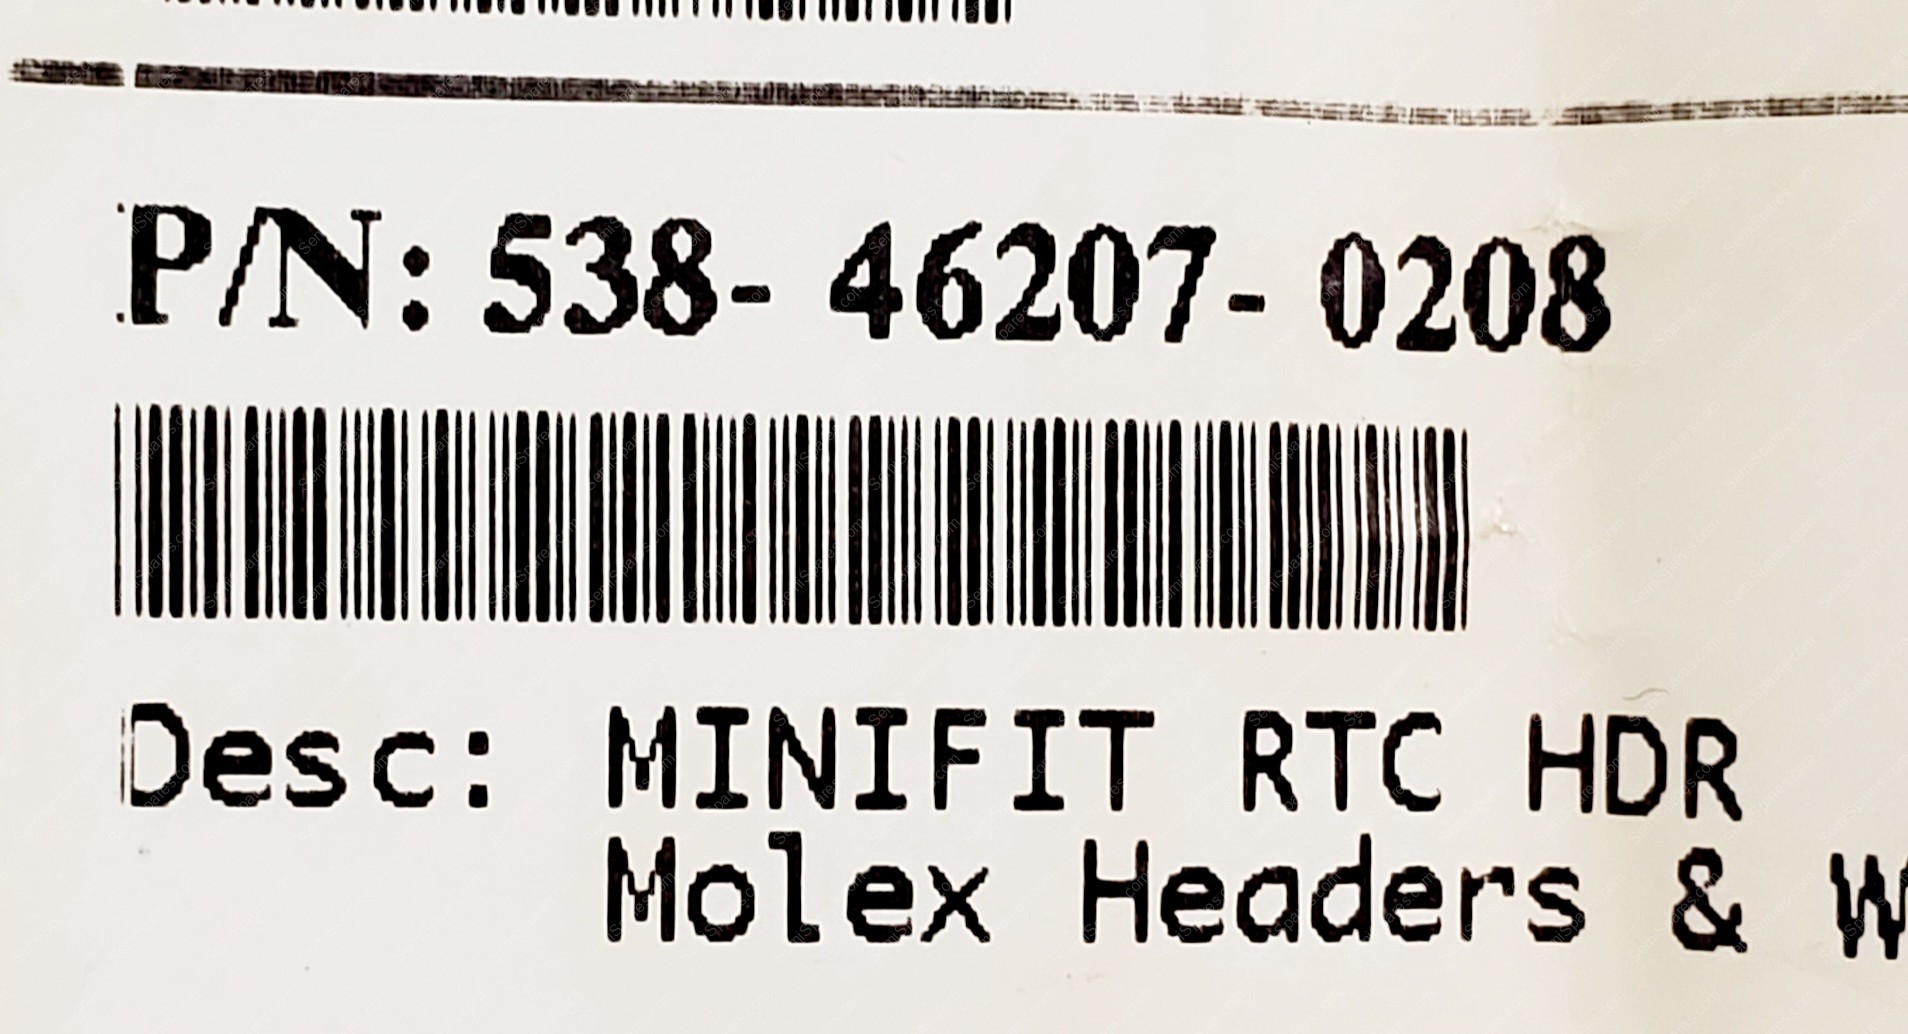 P/N: 538- 46207- 0208
Desc: MINIFIT RTC HDR
Molex Headers & W